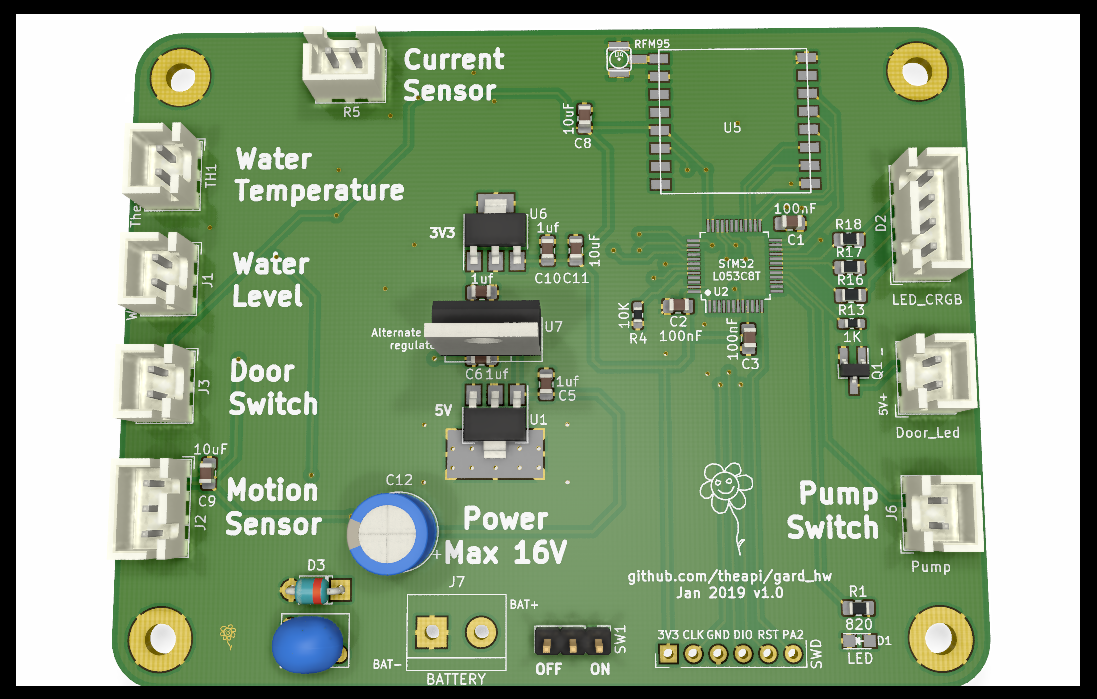 RFM95
Current
Sensor
R5
10uF
C8
U5
TH1
Water
Temperature
The
100nF
C1
D2
U6
3V3
1uf
10uF
C10
C11
R18
R17
R16
R13
1K
STM32
L053C8T
U2
LED_CRGB
J1
Water
Level
W
1uf
10K
R4
C2
100nF
100nF
C3
Alternate
U7
C6
1uf
1uf
C5
Q1
-
5V+
Door_Led
J3
Door
Switch
5V
U1
10uF
C9
J2
Motion
Sensor
C12
Power
+
Max 16V
Pump
Switch
J6
Pump
D3
J7
BAT+
BAT-
BATTERY
SW1
OFF
ON
github.com/theapi/gard_hw
Jan 2019 v1.0
R1
820
D1
LED
3V3 CLK GND DIO RST PA2
SWD